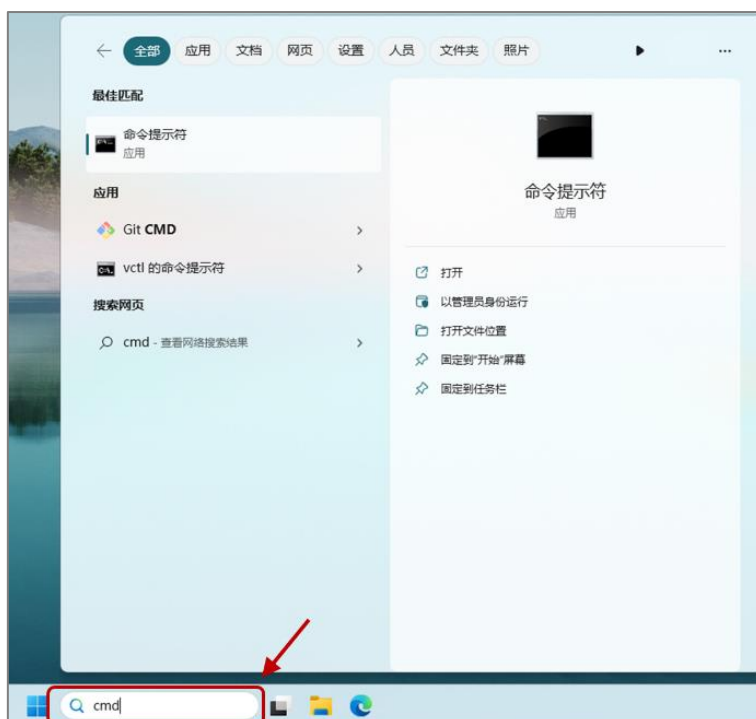 全部 应用 文档 网页 设置 人员 文件夹 照片 ...
最佳匹配
命令提示符
应用
应用
Git CMD
vctl 的命令提示符
搜索网页
cmd - 查看网络搜索结果
命令提示符
应用
打开
以管理员身份运行
打开文件位置
固定到"开始"屏幕
固定到任务栏
cmd